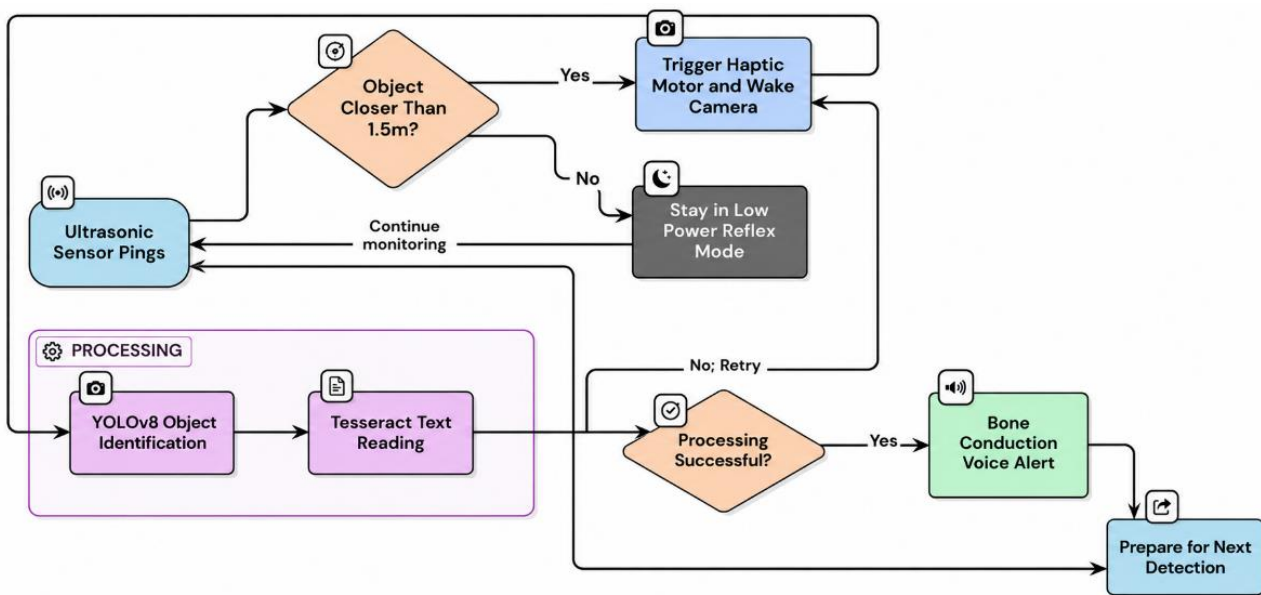 Object
Closer Than
1.5m?
Yes
Trigger Haptic
Motor and Wake
Camera
No
Stay in Low
Power Reflex
Mode
Continue
monitoring
Ultrasonic
Sensor Pings
PROCESSING
YOLOv8 Object
Identification
Tesseract Text
Reading
No; Retry
Processing
Successful?
Yes
Bone
Conduction
Voice Alert
Prepare for Next
Detection